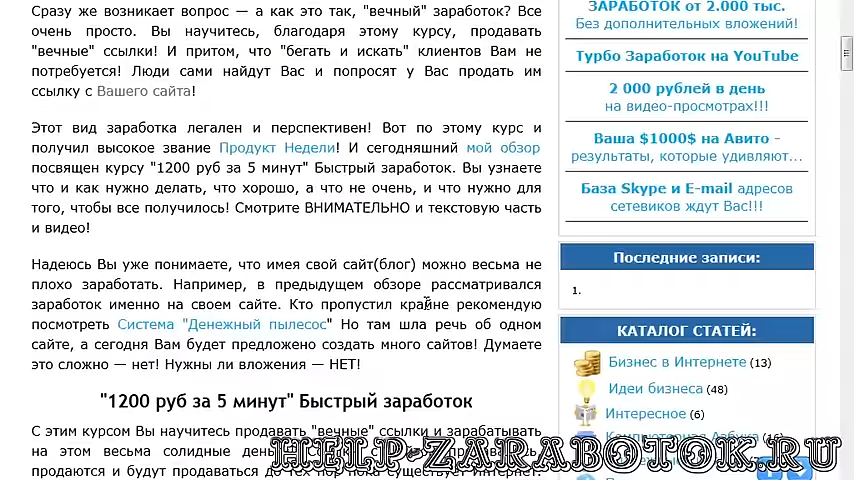 Сразу же возникает вопрос — а как это так, "вечный" заработок? Все
очень просто. Вы научитесь, благодаря этому курсу, продавать
"вечные" ссылки! И притом, что "бегать и искать" клиентов Вам не
потребуется! Люди сами найдут Вас и попросят у Вас продать им
ссылку с Вашего сайта!
Этот вид заработка легален и перспективен! Вот по этому курс и
получил высокое звание Продукт Недели! И сегодняшний мой обзор
посвящен курсу "1200 руб за 5 минут" Быстрый заработок. Вы узнаете
что и как нужно делать, что хорошо, а что не очень, и что нужно для
того, чтобы все получилось! Смотрите ВНИМАТЕЛЬНО и текстовую часть
и видео!
Надеюсь Вы уже понимаете, что имея свой сайт(блог) можно весьма не
плохо заработать. Например, в предыдущем обзоре рассматривался
заработок именно на своем сайте. Кто пропустил крайне рекомендую
посмотреть Система "Денежный пылесос" Но там шла речь об одном
сайте, а сегодня Вам будет предложено создать много сайтов! Думаете
это сложно — нет! Нужны ли вложения — НЕТ!
"1200 руб за 5 минут" Быстрый заработок
С этим курсом Вы научитесь продавать "вечные" ссылки и зарабатывать
на этом весьма солидные
продаются и будут продаваться до тех пор пока существует Интернет.
ЗАРАБОТОК от 2.000 тыс.
Без дополнительных вложений!
Турбо Заработок на YouTube
2 000 рублей в день
на видео-просмотрах!!!
Ваша $1000$ на Авито –
результаты, которые удивляют...
База Skype и E-mail адресов
сетевиков ждут Вас!!!
Последние записи:
1.
КАТАЛОГ СТАТЕЙ:
Бизнес в Интернете (13)
Идеи бизнеса (48)
Интересное (6)
HELP-ZARABOTOK.RU